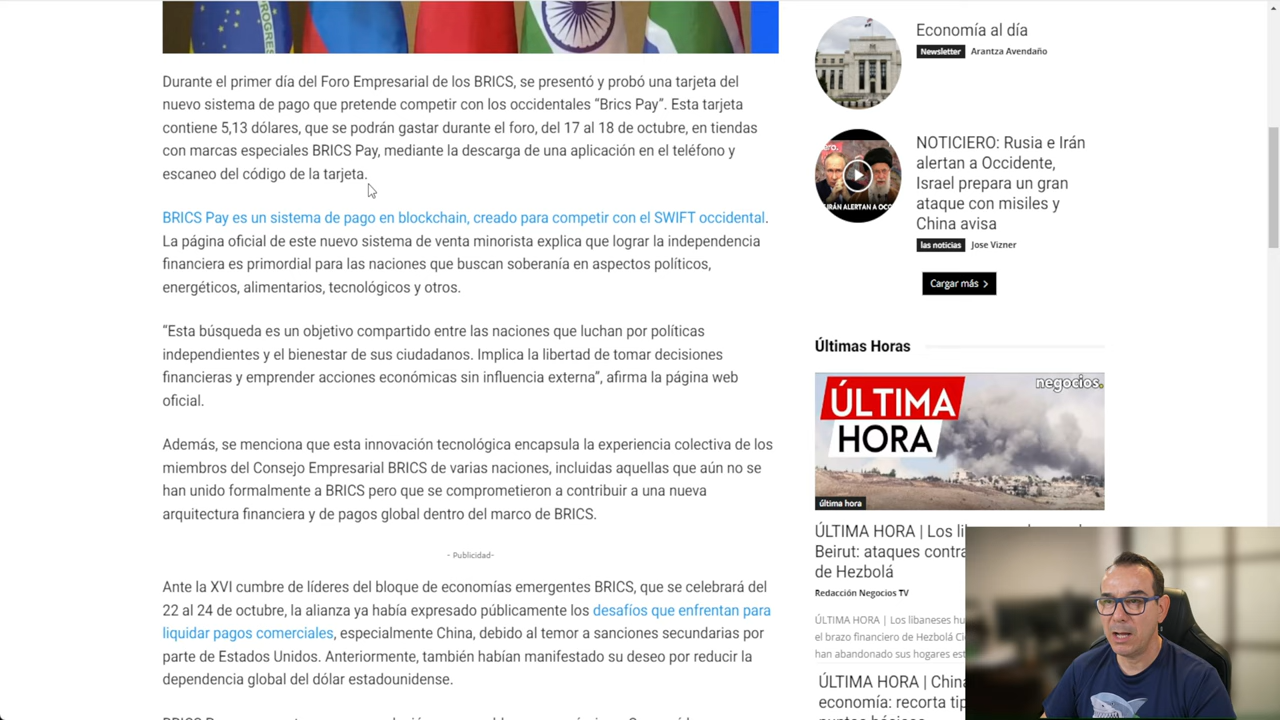 Durante el primer día del Foro Empresarial de los BRICS, se presentó y probó una tarjeta del
nuevo sistema de pago que pretende competir con los occidentales “Brics Pay”. Esta tarjeta
contiene 5,13 dólares, que se podrán gastar durante el foro, del 17 al 18 de octubre, en tiendas
con marcas especiales BRICS Pay, mediante la descarga de una aplicación en el teléfono y
escaneo del código de la tarjeta.
BRICS Pay es un sistema de pago en blockchain, creado para competir con el SWIFT occidental.
La página oficial de este nuevo sistema de venta minorista explica que lograr la independencia
financiera es primordial para las naciones que buscan soberanía en aspectos políticos,
energéticos, alimentarios, tecnológicos y otros.
“Esta búsqueda es un objetivo compartido entre las naciones que luchan por políticas
independientes y el bienestar de sus ciudadanos. Implica la libertad de tomar decisiones
financieras y emprender acciones económicas sin influencia externa”, afirma la página web
oficial.
Además, se menciona que esta innovación tecnológica encapsula la experiencia colectiva de los
miembros del Consejo Empresarial BRICS de varias naciones, incluidas aquellas que aún no se
han unido formalmente a BRICS pero que se comprometieron a contribuir a una nueva
arquitectura financiera y de pagos global dentro del marco de BRICS.
- Publicidad-
Ante la XVI cumbre de líderes del bloque de economías emergentes BRICS, que se celebrará del
22 al 24 de octubre, la alianza ya había expresado públicamente los desafíos que enfrentan para
liquidar pagos comerciales, especialmente China, debido al temor a sanciones secundarias por
parte de Estados Unidos. Anteriormente, también habían manifestado su deseo por reducir la
dependencia global del dólar estadounidense.
Economía al día
Newsletter Arantza Avendaño
NOTICIERO: Rusia e Irán
alertan a Occidente,
Israel prepara un gran
ataque con misiles y
China avisa
las noticias Jose Vizner
Cargar más
Últimas Horas
negocios.
ÚLTIMA
HORA
última hora
ÚLTIMA HORA | Los
Beirut: ataques
de Hezbolá
Redacción Negocios TV
ÚLTIMA HORA | Los libaneses
el brazo financiero de Hezbolá
han abandonado sus hogares
ÚLTIMA HORA |
economía: recorta